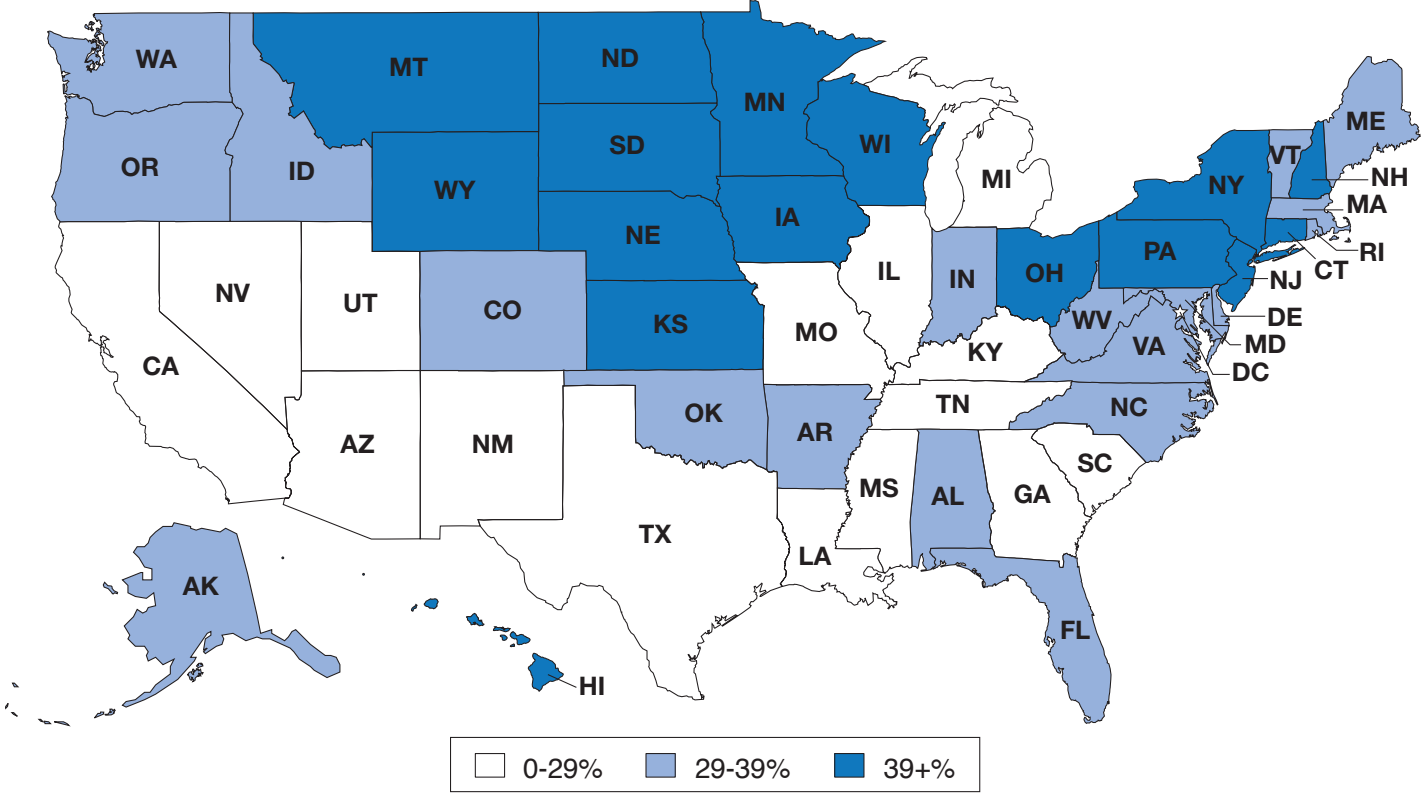 WA
MT
ND
MN
ME
VT
NH
MA
RI
CT
NJ
DE
MD
DC
OR
ID
WY
SD
WI
MI
NY
IA
NE
PA
OH
IN
IL
NV
UT
CO
KS
MO
WV
VA
KY
CA
AZ
NM
OK
AR
TN
NC
SC
MS
AL
GA
TX
LA
AK
FL
HI
0-29%
29-39%
39+%